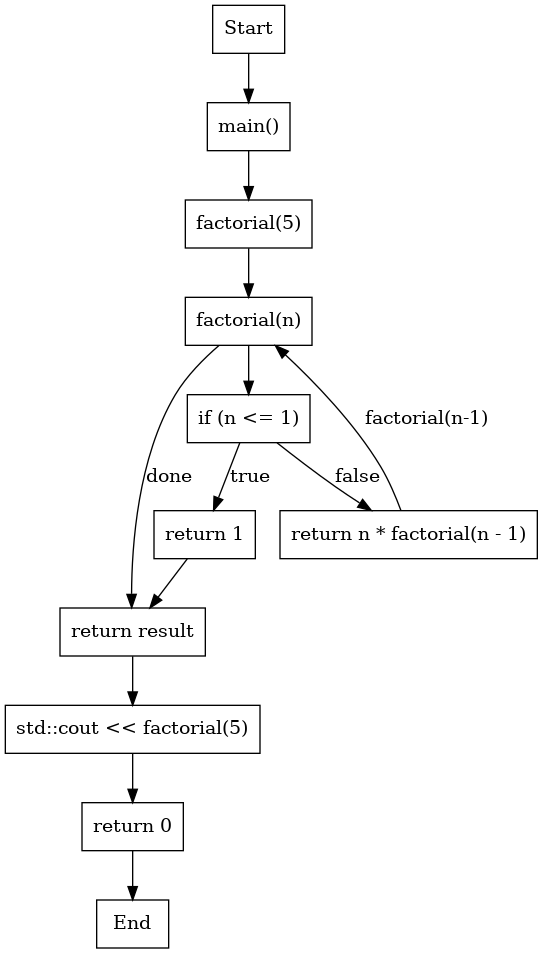 Start
main()
factorial(5)
factorial(n)
if (n <= 1)
factorial(n-1)
done
true
false
return 1
return n * factorial(n - 1)
return result
std::cout << factorial(5)
return 0
End